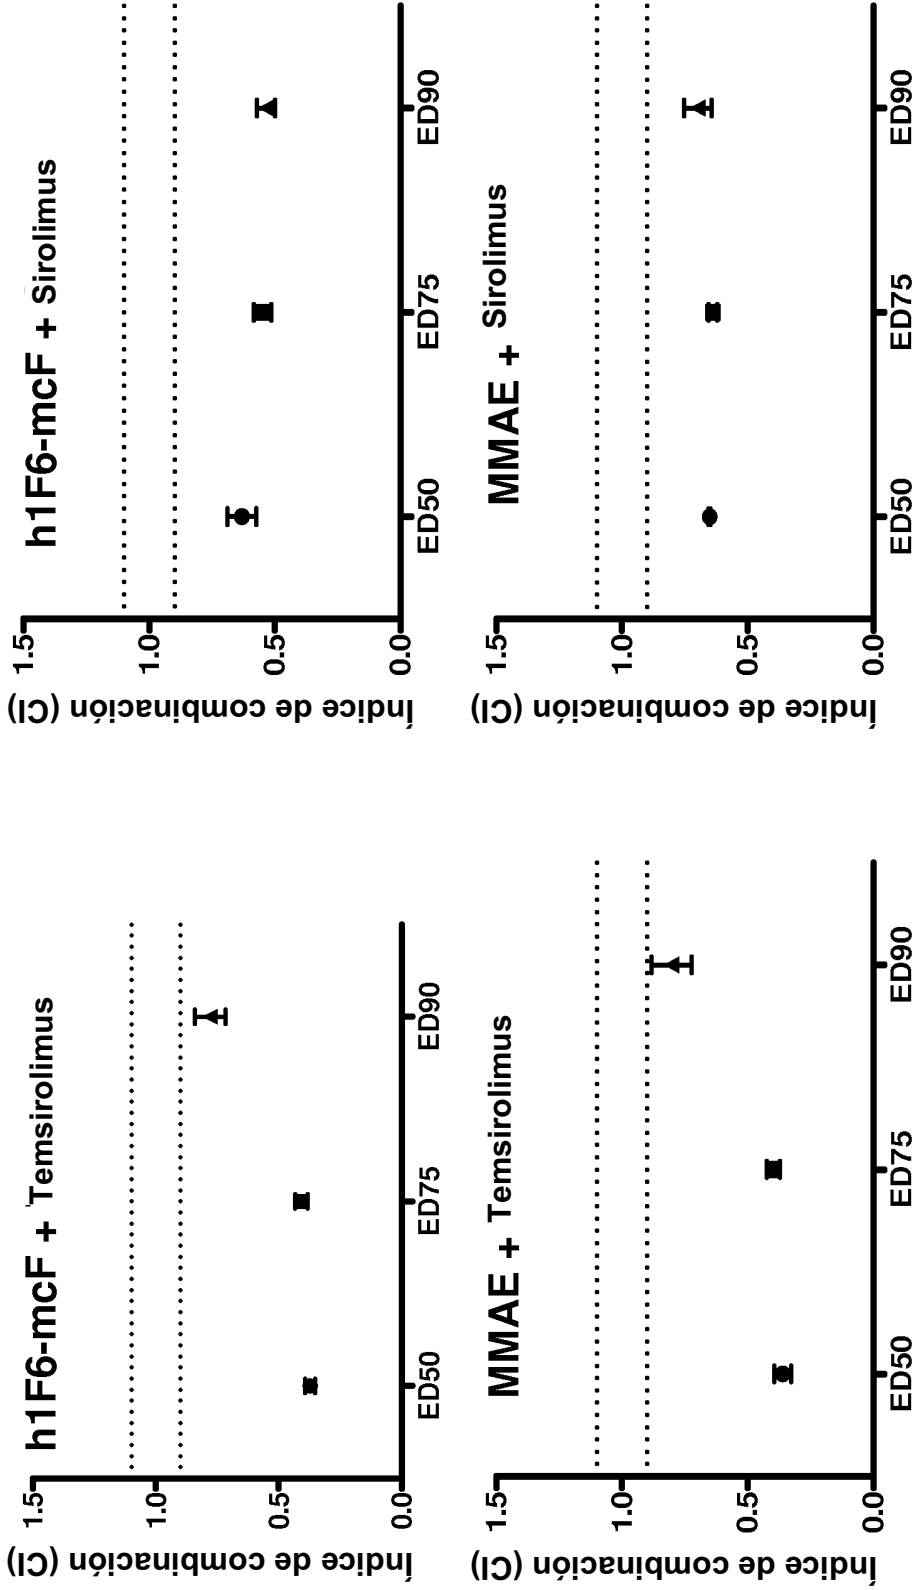 h1F6-mcF + Temsirolimus
Índice de combinación (CI)
1.5
1.0
0.5
0.0
ED50
ED75
ED90
h1F6-mcF + Sirolimus
Índice de combinación (CI)
1.5
1.0
0.5
0.0
ED50
ED75
ED90
MMAE + Temsirolimus
Índice de combinación (CI)
1.5
1.0
0.5
0.0
ED50
ED75
ED90
MMAE + Sirolimus
Índice de combinación (CI)
1.5
1.0
0.5
0.0
ED50
ED75
ED90